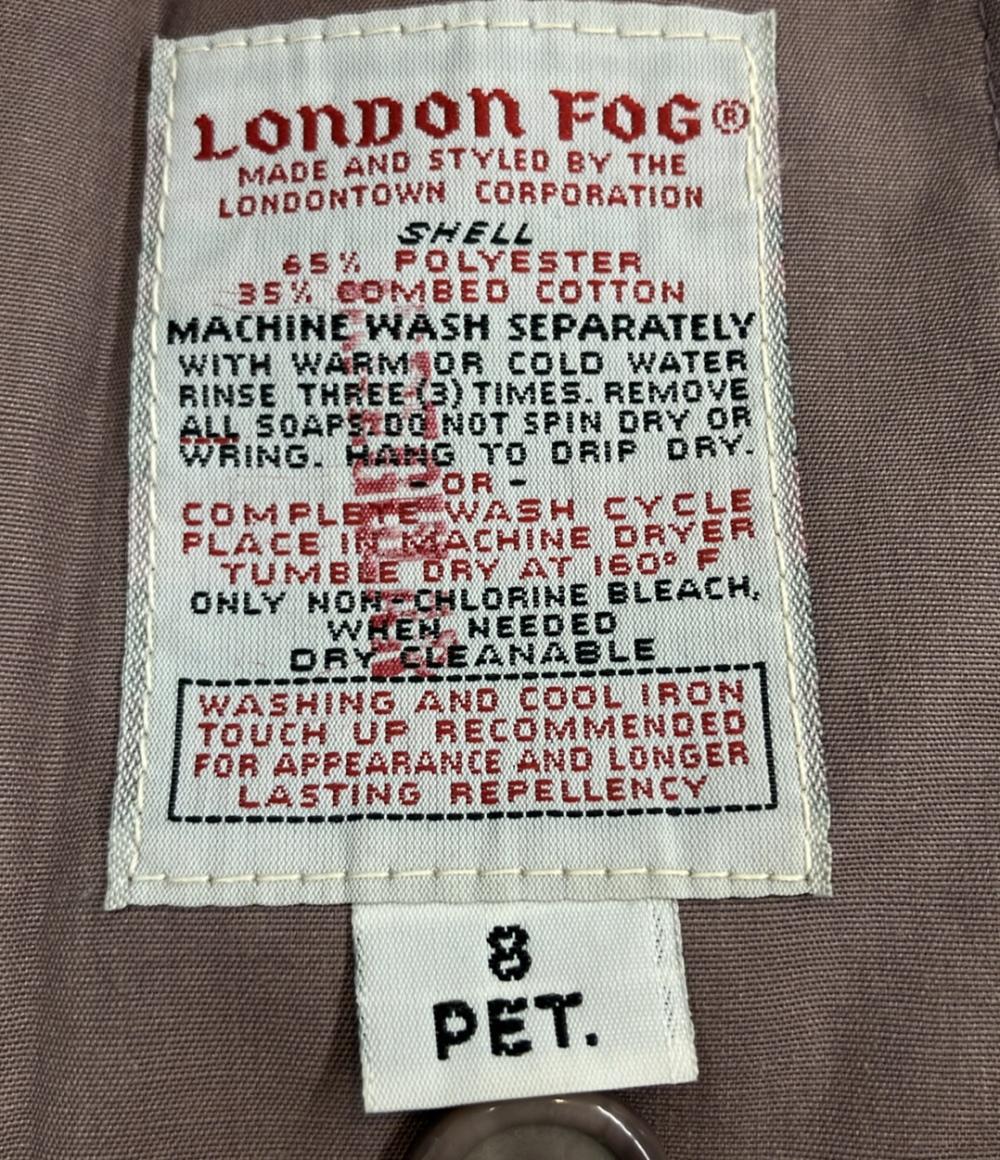 LONDON FOG®
MADE AND STYLED BY THE
LONDONTOWN CORPORATION
SHELL
65% POLYESTER
35% COMBED COTTON
MACHINE WASH SEPARATELY
WITH WARM OR COLD WATER
RINSE THREE (3) TIMES. REMOVE
ALL SOAPS. DO NOT SPIN DRY OR
WRING. HANG TO DRIP DRY.
- OR -
COMPLETE WASH CYCLE
PLACE IN MACHINE DRYER
TUMBLE DRY AT 160° F
ONLY NON-CHLORINE BLEACH,
WHEN NEEDED
DRY CLEANABLE
WASHING AND COOL IRON
TOUCH UP RECOMMENDED
FOR APPEARANCE AND LONGER
LASTING REPELLENCY
8
PET.